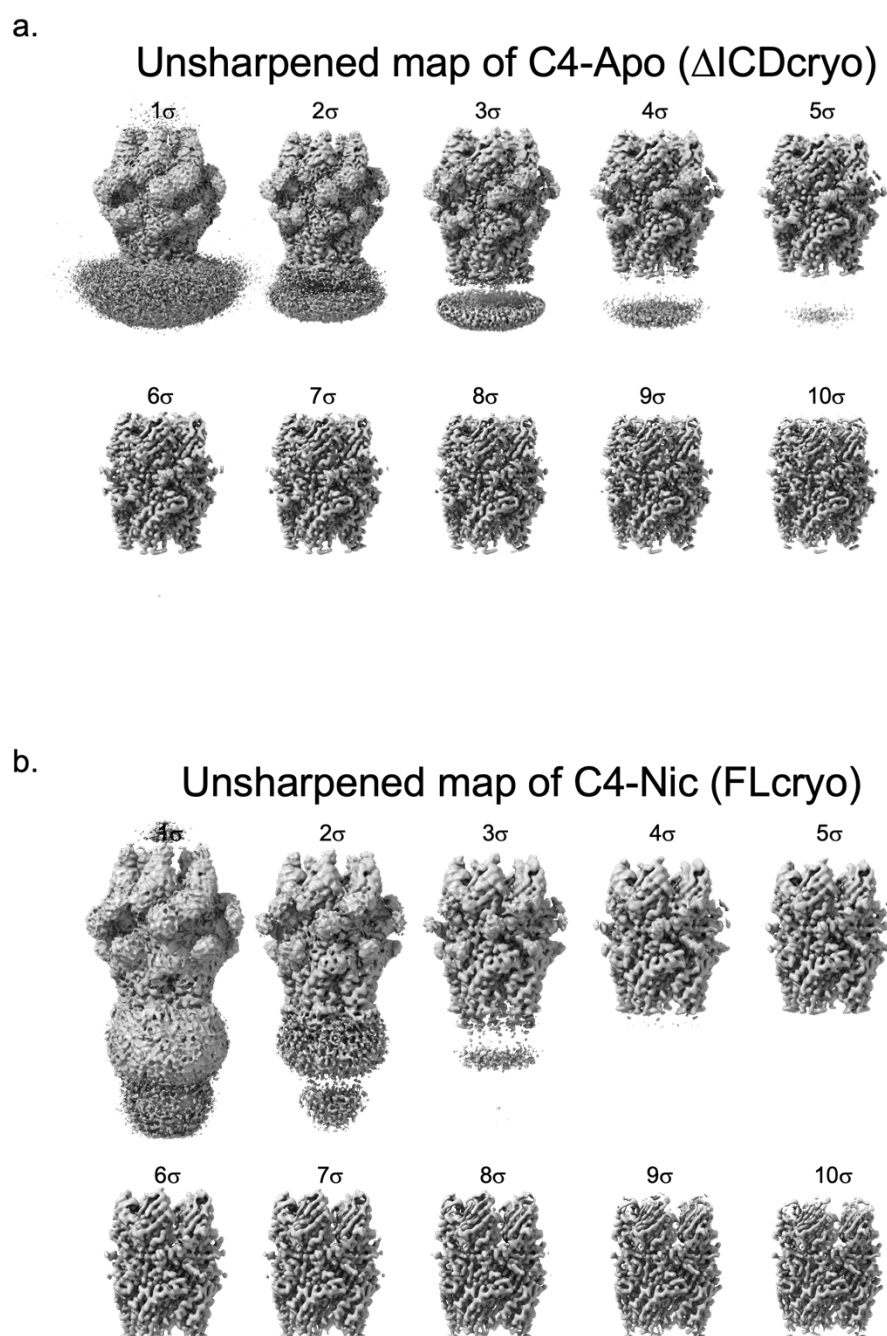 a.
Unsharpened map of C4-Apo (ΔICDcryo)
1σ 2σ 3σ 4σ 5σ
6σ 7σ 8σ 9σ 10σ
b.
Unsharpened map of C4-Nic (FLcryo)
1σ 2σ 3σ 4σ 5σ
6σ 7σ 8σ 9σ 10σ